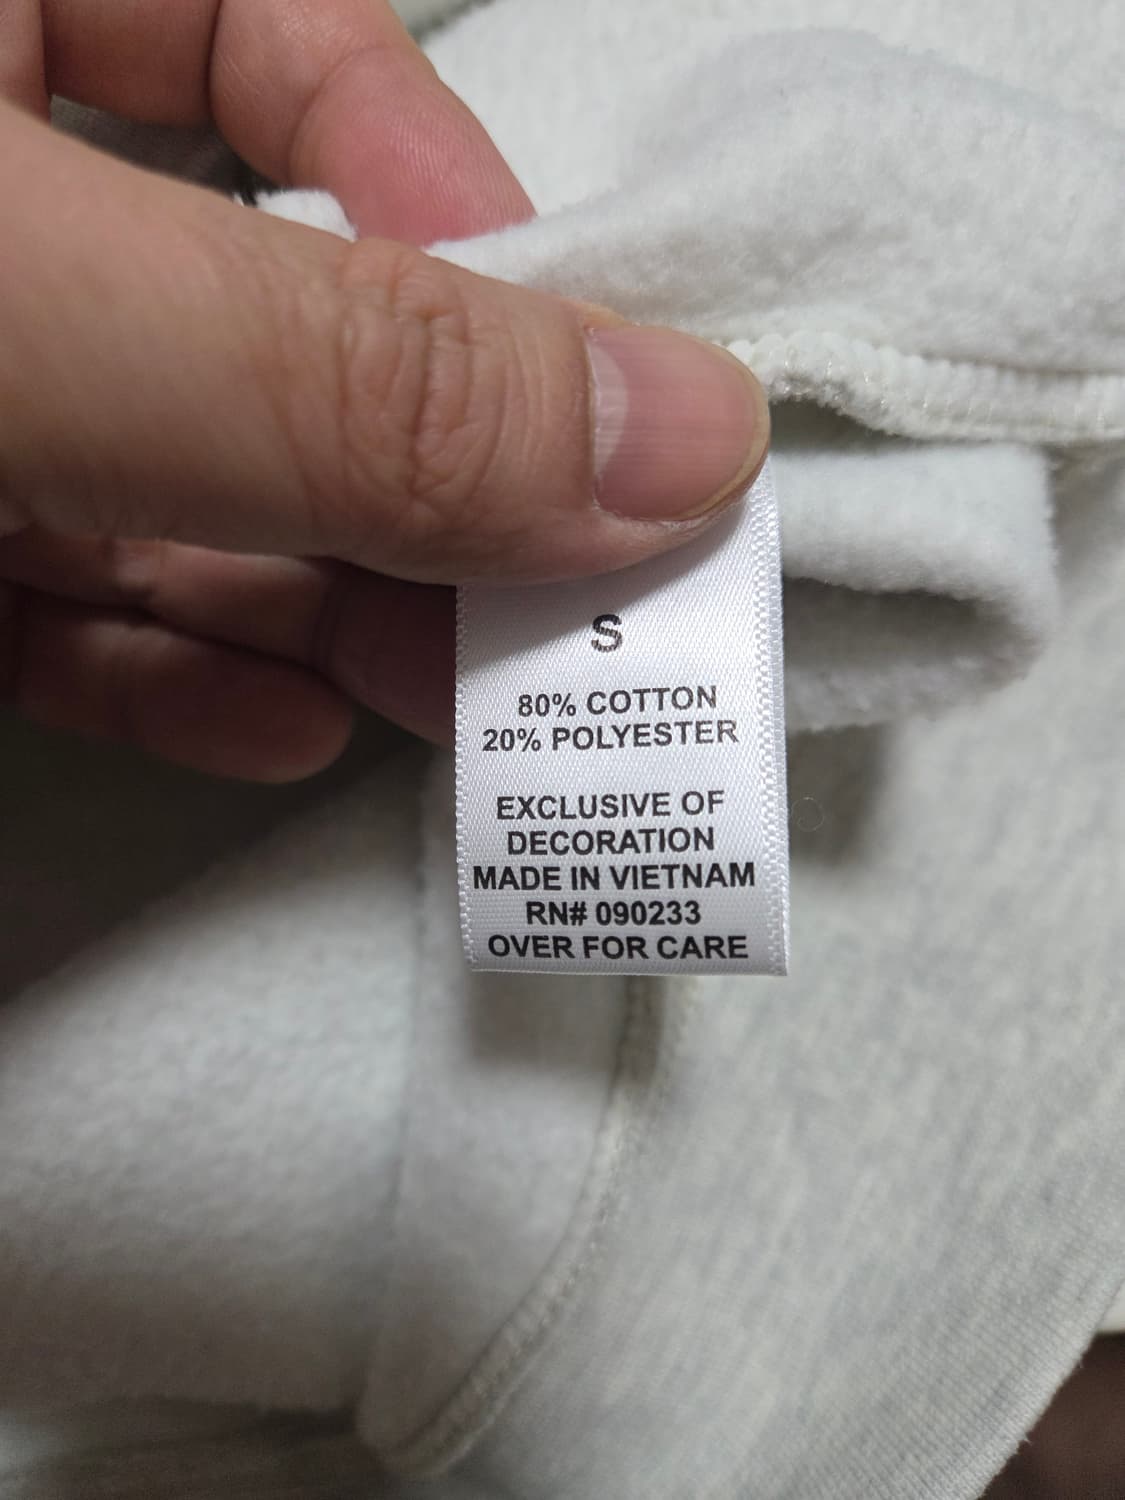 S
80% COTTON
20% POLYESTER
EXCLUSIVE OF
DECORATION
MADE IN VIETNAM
RN# 090233
OVER FOR CARE